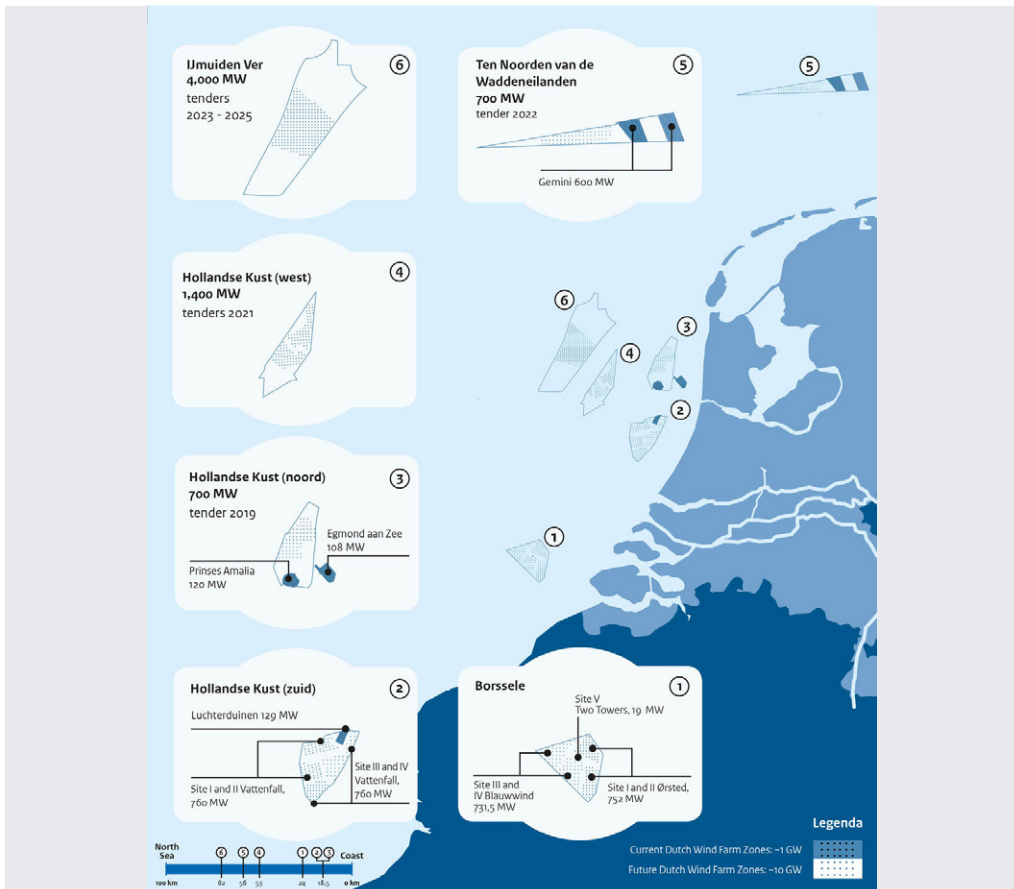 IJmuiden Ver
4,000 MW
tenders
2023 - 2025
6
Ten Noorden van de
Waddeneilanden
700 MW
tender 2022
5
Gemini 600 MW
5
Hollandse Kust (west)
1,400 MW
tenders 2021
4
6
4
3
2
1
Hollandse Kust (noord)
700 MW
tender 2019
3
Egmond aan Zee
108 MW
Prinses Amalia
120 MW
Hollandse Kust (zuid)
2
Luchterduinen 129 MW
Site I and II Vattenfall,
760 MW
Site III and IV
Vattenfall,
760 MW
Borssele
1
Site V
Two Towers, 19 MW
Site III and
IV Blauwwind
731,5 MW
Site I and II Ørsted,
752 MW
North
Sea
6
5
4
1
2
3
Coast
100 km
62
56
53
24
18,5
0 km
Legenda
Current Dutch Wind Farm Zones: ~1 GW
Future Dutch Wind Farm Zones: ~10 GW